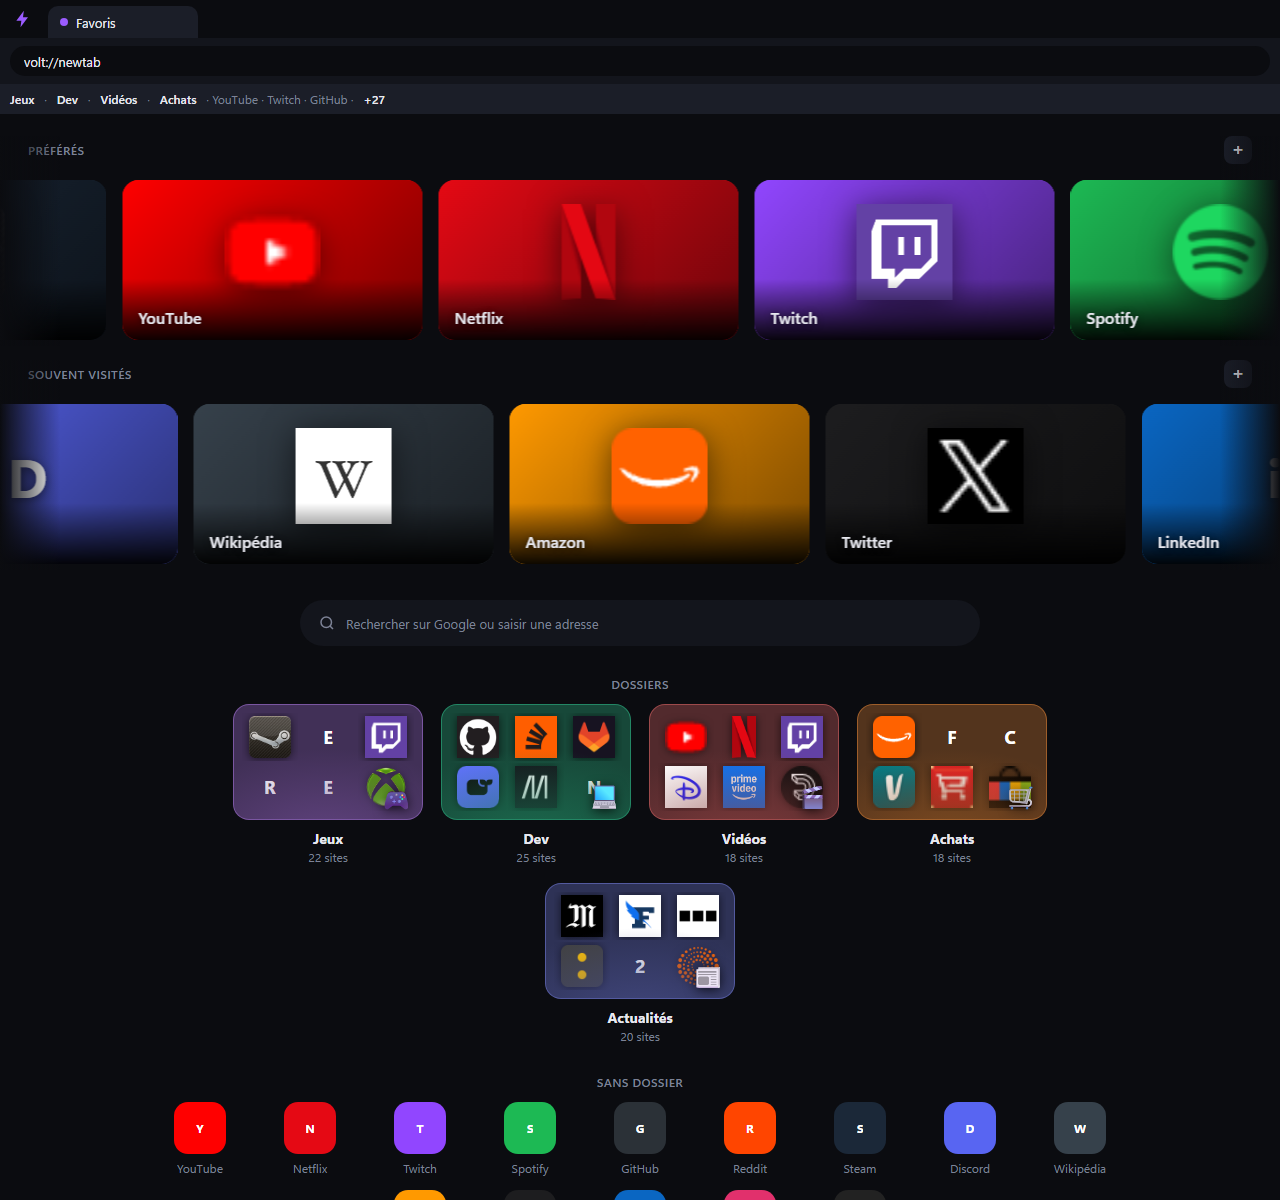 Favoris
volt://newtab
Jeux · Dev · Vidéos · Achats · YouTube · Twitch · GitHub · +27
PRÉFÉRÉS +
YouTube
Netflix
Twitch
Spotify
SOUVENT VISITÉS +
D
W
Wikipédia
Amazon
Twitter
LinkedIn
Rechercher sur Google ou saisir une adresse
DOSSIERS
E
F C
R E
prime video
Jeux Dev Vidéos Achats
22 sites 25 sites 18 sites 18 sites
2
Actualités
20 sites
SANS DOSSIER
Y N T S G R S D W
YouTube Netflix Twitch Spotify GitHub Reddit Steam Discord Wikipédia